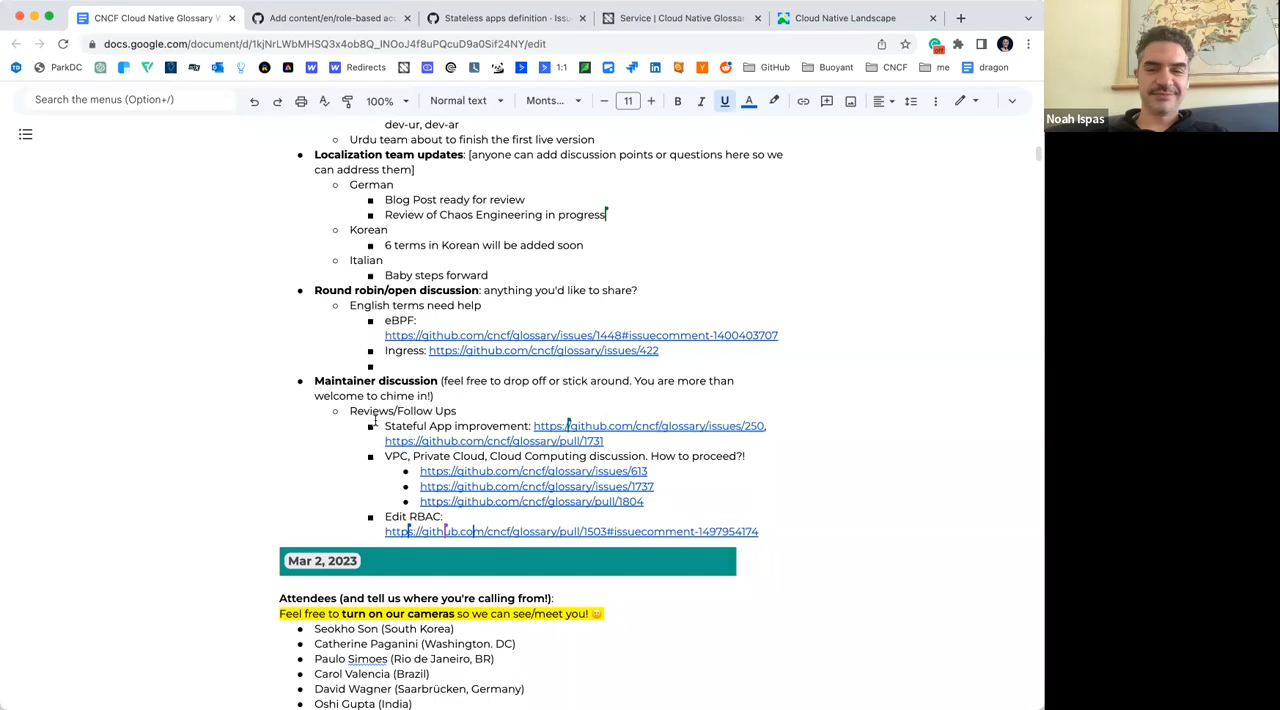 CNCF Cloud Native Glossary W
Add content/en/role-based acc
Stateless apps definition · Issu
Service | Cloud Native Glossar
Cloud Native Landscape
docs.google.com/document/d/1kjNrLWbMHSQ3x4ob8Q_lNOoJ4f8uPQcuD9a0Sif24NY/edit
ParkDC
Redirects
1:1
GitHub
Buoyant
CNCF
me
dragon
Noah Ispas
Search the menus (Option+/)
100%
Normal text
Monts...
11
dev-ur, dev-ar
Urdu team about to finish the first live version
Localization team updates: [anyone can add discussion points or questions here so we
can address them]
German
Blog Post ready for review
Review of Chaos Engineering in progress
Korean
6 terms in Korean will be added soon
Italian
Baby steps forward
Round robin/open discussion: anything you'd like to share?
English terms need help
eBPF:
https://github.com/cncf/glossary/issues/1448#issuecomment-1400403707
Ingress: https://github.com/cncf/glossary/issues/422
Maintainer discussion (feel free to drop off or stick around. You are more than
welcome to chime in!)
Reviews/Follow Ups
Stateful App improvement: https://github.com/cncf/glossary/issues/250,
https://github.com/cncf/glossary/pull/1731
VPC, Private Cloud, Cloud Computing discussion. How to proceed?!
https://github.com/cncf/glossary/issues/613
https://github.com/cncf/glossary/issues/1737
https://github.com/cncf/glossary/pull/1804
Edit RBAC:
https://github.com/cncf/glossary/pull/1503#issuecomment-1497954174
Mar 2, 2023
Attendees (and tell us where you're calling from!):
Feel free to turn on our cameras so we can see/meet you! 😀
Seokho Son (South Korea)
Catherine Paganini (Washington. DC)
Paulo Simoes (Rio de Janeiro, BR)
Carol Valencia (Brazil)
David Wagner (Saarbrücken, Germany)
Oshi Gupta (India)